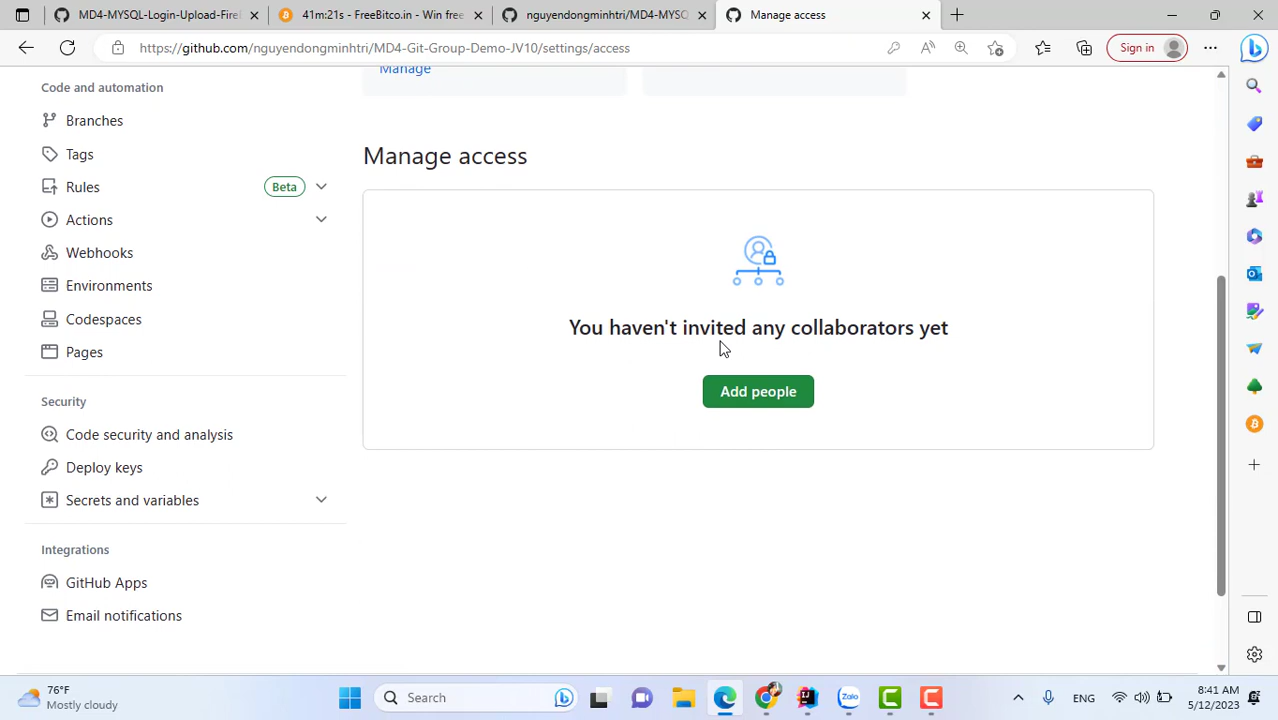 MD4-MYSQL-Login-Upload-FireB
41m:21s - FreeBitco.in - Win free
nguyendongminhtri/MD4-MYSQ
Manage access
https://github.com/nguyendongminhtri/MD4-Git-Group-Demo-JV10/settings/access
Sign in
Manage
Code and automation
Branches
Tags
Rules
Beta
Actions
Webhooks
Environments
Codespaces
Pages
Security
Code security and analysis
Deploy keys
Secrets and variables
Integrations
GitHub Apps
Email notifications
Manage access
You haven't invited any collaborators yet
Add people
76°F
Mostly cloudy
Search
Zalo
ENG
8:41 AM
5/12/2023